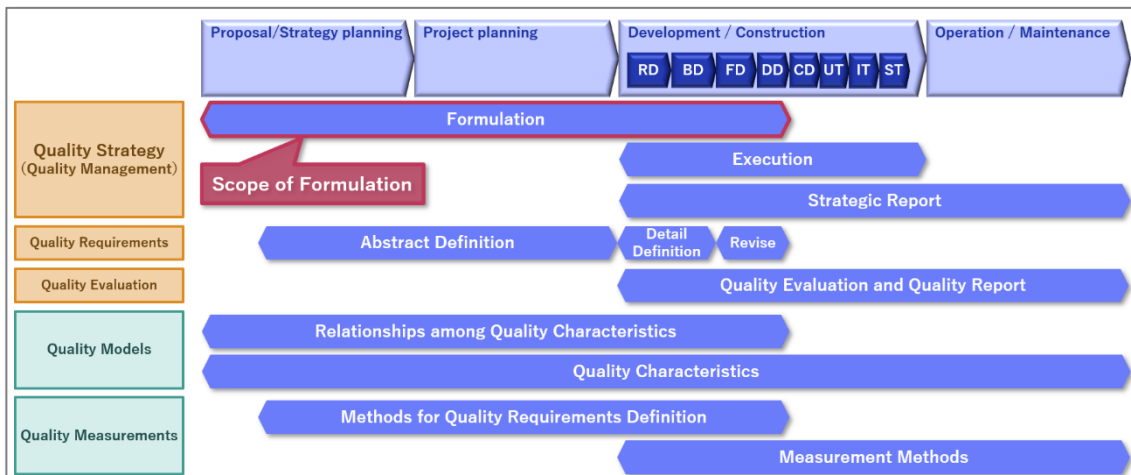 Proposal/Strategy planning
Project planning
Development / Construction
Operation / Maintenance
RD
BD
FD
DD
CD
UT
IT
ST
Quality Strategy
(Quality Management)
Formulation
Scope of Formulation
Execution
Strategic Report
Quality Requirements
Abstract Definition
Detail
Definition
Revise
Quality Evaluation
Quality Evaluation and Quality Report
Quality Models
Relationships among Quality Characteristics
Quality Characteristics
Quality Measurements
Methods for Quality Requirements Definition
Measurement Methods